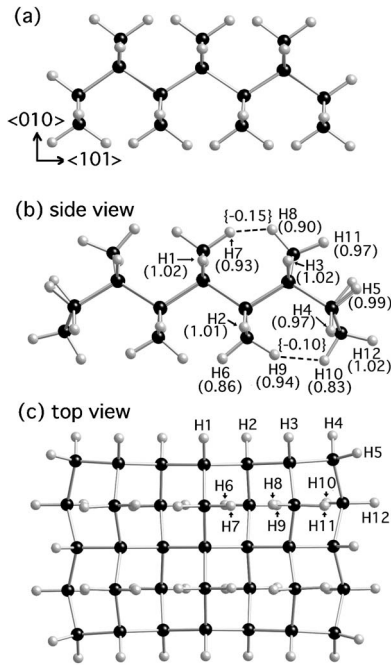 (a)
<010>
<101>
(b) side view
{-0.15} H8
(0.90)
H11
(0.97)
H1
(1.02)
H7
(0.93)
H3
(1.02)
H5
(0.99)
H4
(0.97)
H2
(1.01)
{-0.10}
H12
(1.02)
H6
(0.86)
H9
(0.94)
H10
(0.83)
(c) top view
H1 H2 H3 H4
H5
H6 H8 H10
H12
H7 H9 H11